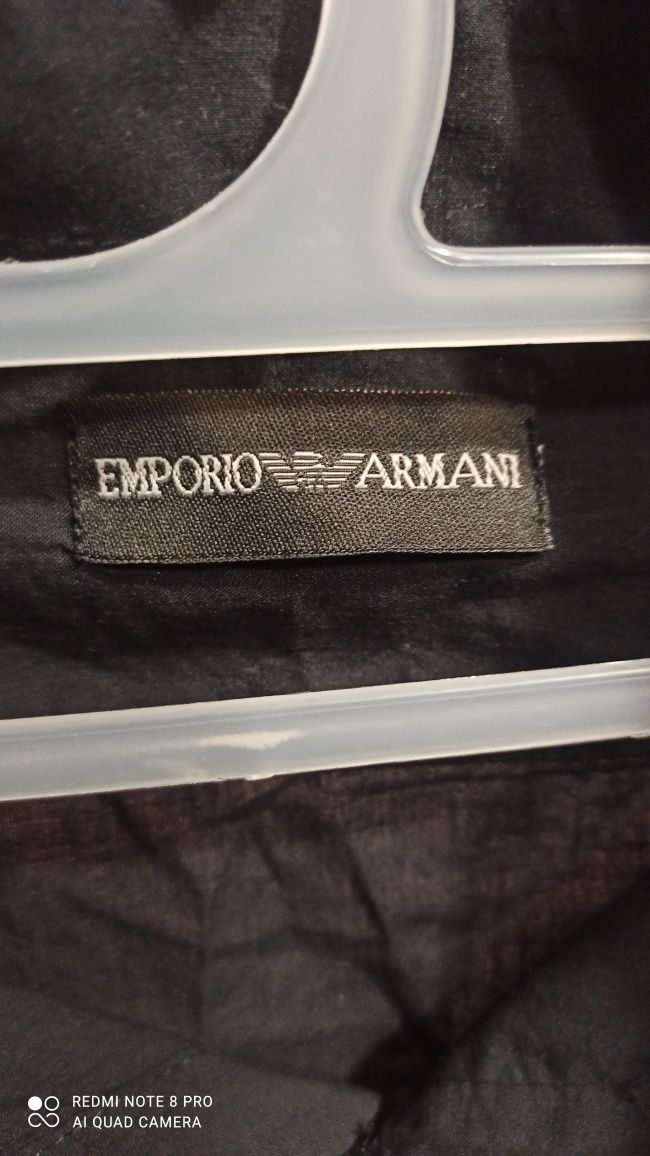 EMPORIO ARMANI
REDMI NOTE 8 PRO
AI QUAD CAMERA